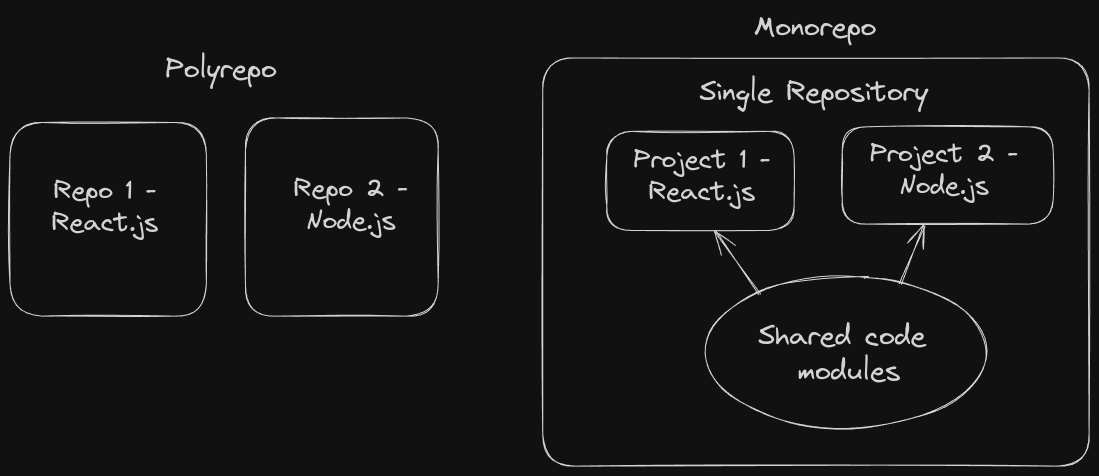 Polyrepo
Repo 1 -
React.js
Repo 2 -
Node.js
Monorepo
Single Repository
Project 1 -
React.js
Project 2 -
Node.js
Shared code
modules